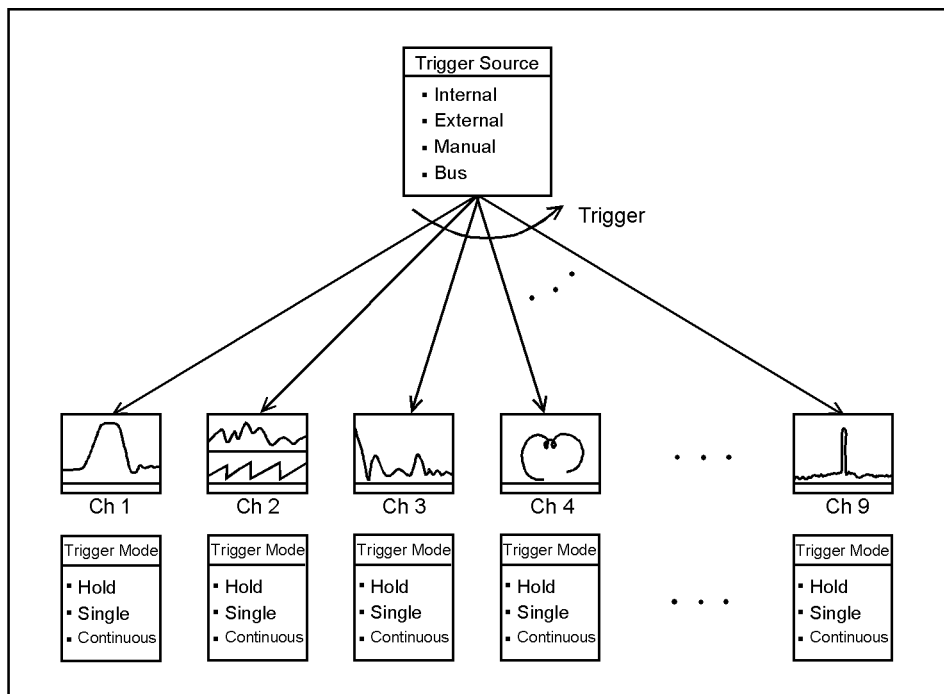 Trigger Source
▪ Internal
▪ External
▪ Manual
▪ Bus
Trigger
Ch 1
Ch 2
Ch 3
Ch 4
Ch 9
Trigger Mode
▪ Hold
▪ Single
▪ Continuous
Trigger Mode
▪ Hold
▪ Single
▪ Continuous
Trigger Mode
▪ Hold
▪ Single
▪ Continuous
Trigger Mode
▪ Hold
▪ Single
▪ Continuous
Trigger Mode
▪ Hold
▪ Single
▪ Continuous